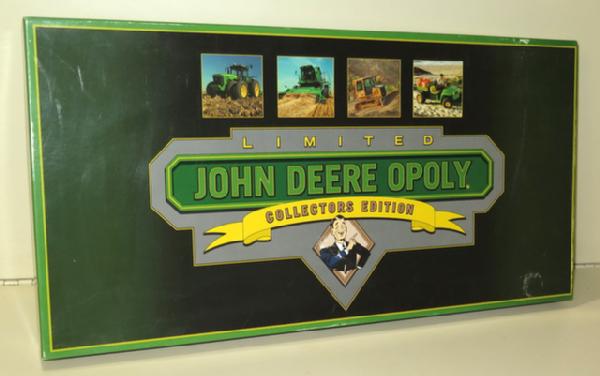 LIMITED
JOHN DEERE OPOLY
COLLECTORS EDITION